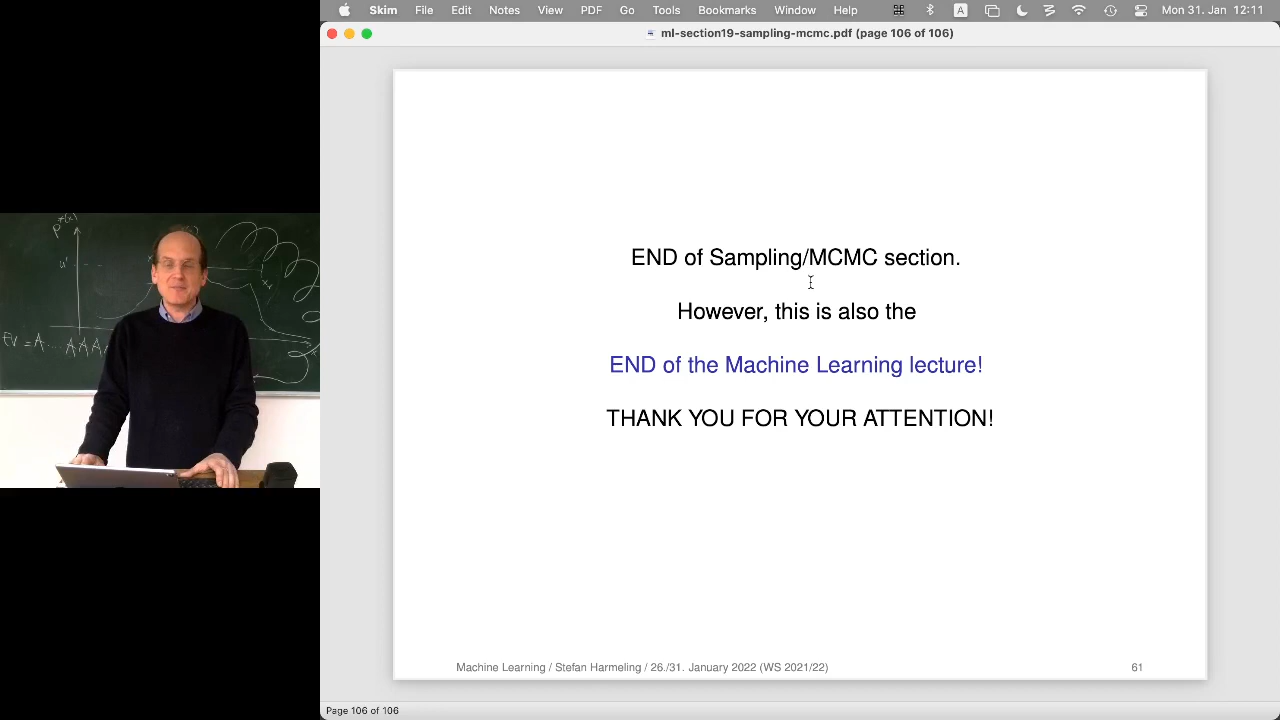 Skim File Edit Notes View PDF Go Tools Bookmarks Window Help A Mon 31. Jan 12:11
ml-section19-sampling-mcmc.pdf (page 106 of 106)
END of Sampling/MCMC section.
However, this is also the
END of the Machine Learning lecture!
THANK YOU FOR YOUR ATTENTION!
Machine Learning / Stefan Harmeling / 26./31. January 2022 (WS 2021/22) 61
Page 106 of 106